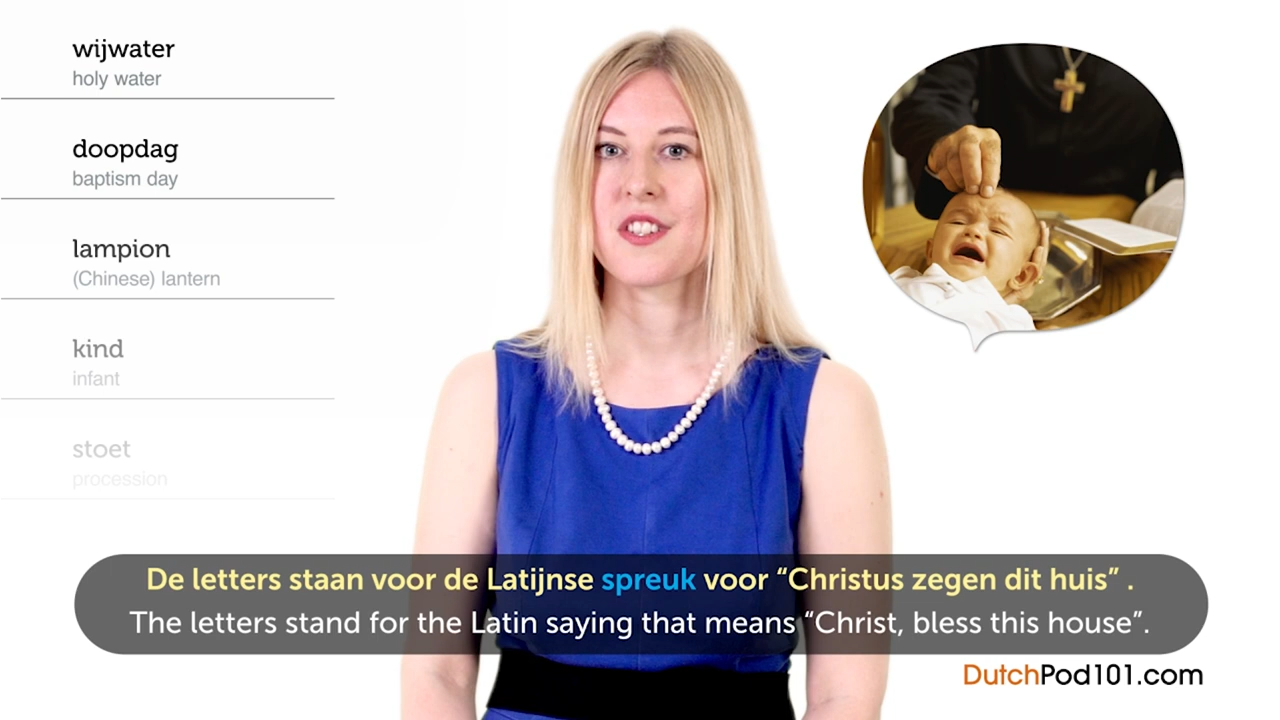 wijwater
holy water
doopdag
baptism day
lampion
(Chinese) lantern
kind
infant
stoet
procession
De letters staan voor de Latijnse spreuk voor “Christus zegen dit huis” .
The letters stand for the Latin saying that means “Christ, bless this house”.
DutchPod101.com